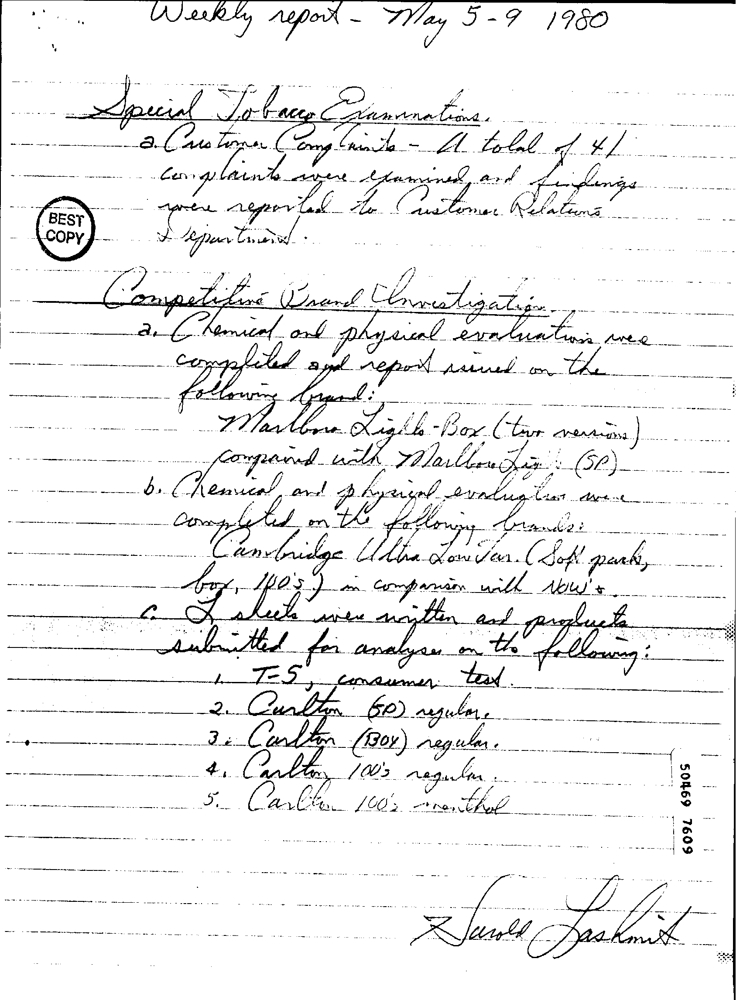 Weekly report - May 5-9 1980
Special Tobacco Examinations.
a. Customer Complaints - A total of 41
complaints were examined and findings
were reported to Customer Relations
Department.
BEST
COPY
Competitive Brand Investigation.
a. Chemical and physical evaluations were
completed and report issued on the
following brand:
Marlboro Lights-Box (two versions)
compared with Marlboro Lights (SP)
b. Chemical and physical evaluation were
completed on the following brands:
Cambridge Ultra Low Tar. (Soft pack,
box, 100's) in comparison with NOW's.
c. I sheets were written and products
submitted for analyses on the following:
1. T-5, consumer test.
2. Carlton (SP) regular.
3. Carlton (BOX) regular.
4. Carlton 100's regular.
5. Carlton 100's menthol
50469 7609
Harold Lashmit